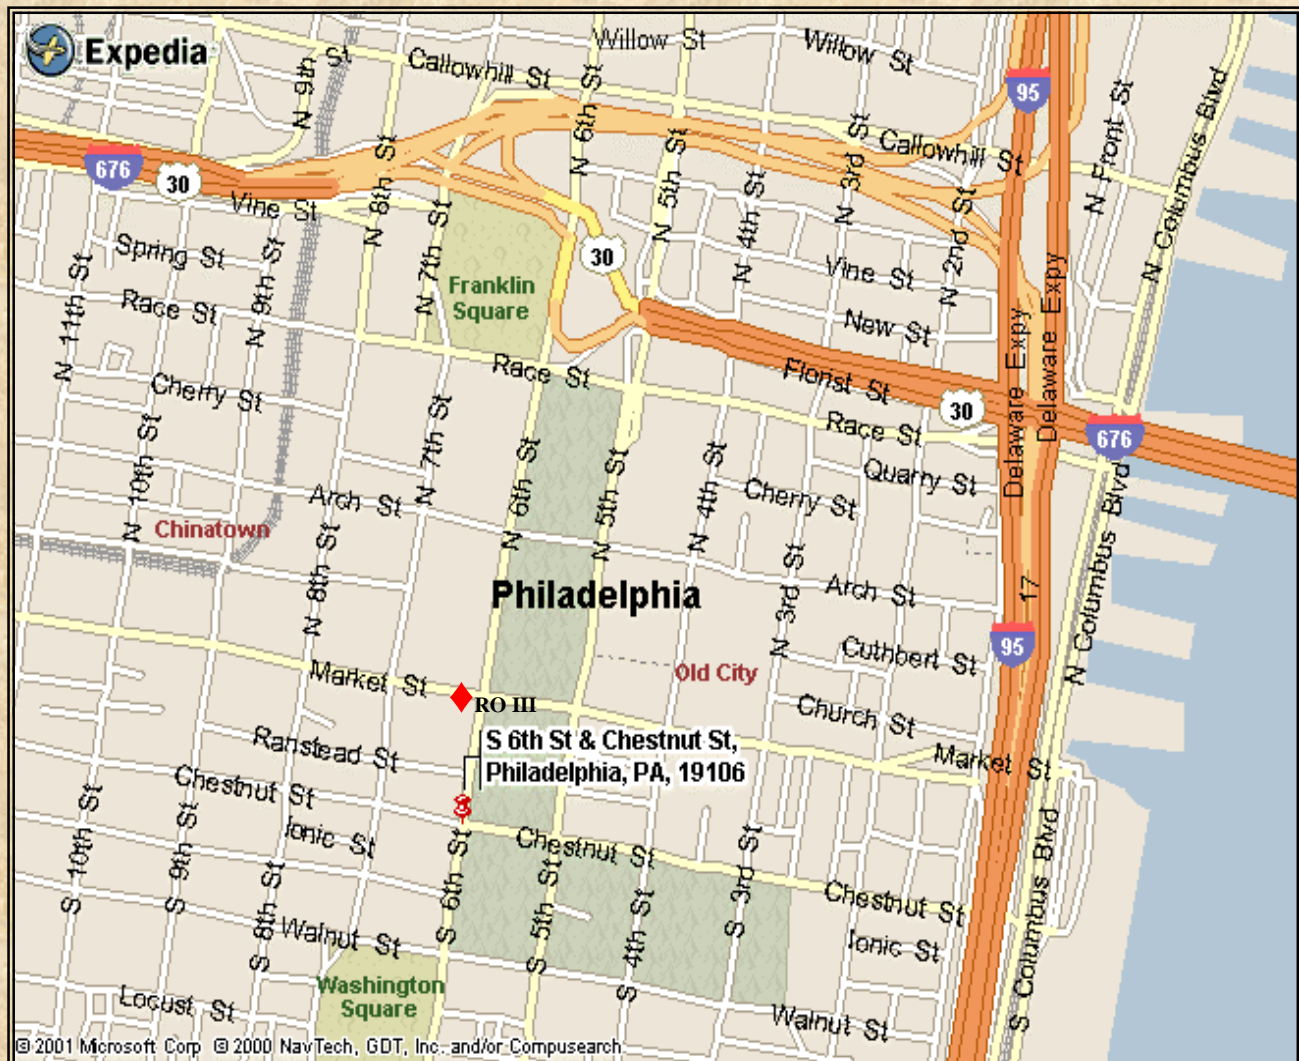 Expedia
Willow St
Willow St
Callowhill St
N 9th St
N 6th St
95
N Front St
N Columbus Blvd
676
30
N 8th St
N 5th St
N 3rd St
Callowhill St
Vine St
N 7th St
N 4th St
N 2nd St
Spring St
N 11th St
N 9th St
30
Vine St
Franklin
Square
Race St
New St
Delaware Expy
Delaware Expy
Race St
Florist St
Cherry St
30
Race St
676
N 10th St
N 7th St
N 6th St
N 5th St
N 4th St
Quarry St
Arch St
Cherry St
Chinatown
N 8th St
Philadelphia
N 3rd St
Arch St
17
N Columbus Blvd
Cuthbert St
95
Market St
Old City
RO III
Church St
Ranstead St
S 6th St & Chestnut St,
Philadelphia, PA, 19106
Market St
Chestnut St
Ionic St
S 10th St
S 9th St
S 8th St
S 6th St
Chestnut St
S 5th St
S 4th St
S 3rd St
Chestnut St
S Columbus Blvd
Walnut St
Ionic St
Washington
Square
Locust St
Walnut St
© 2001 Microsoft Corp © 2000 NavTech, GDT, Inc. and/or Compusearch